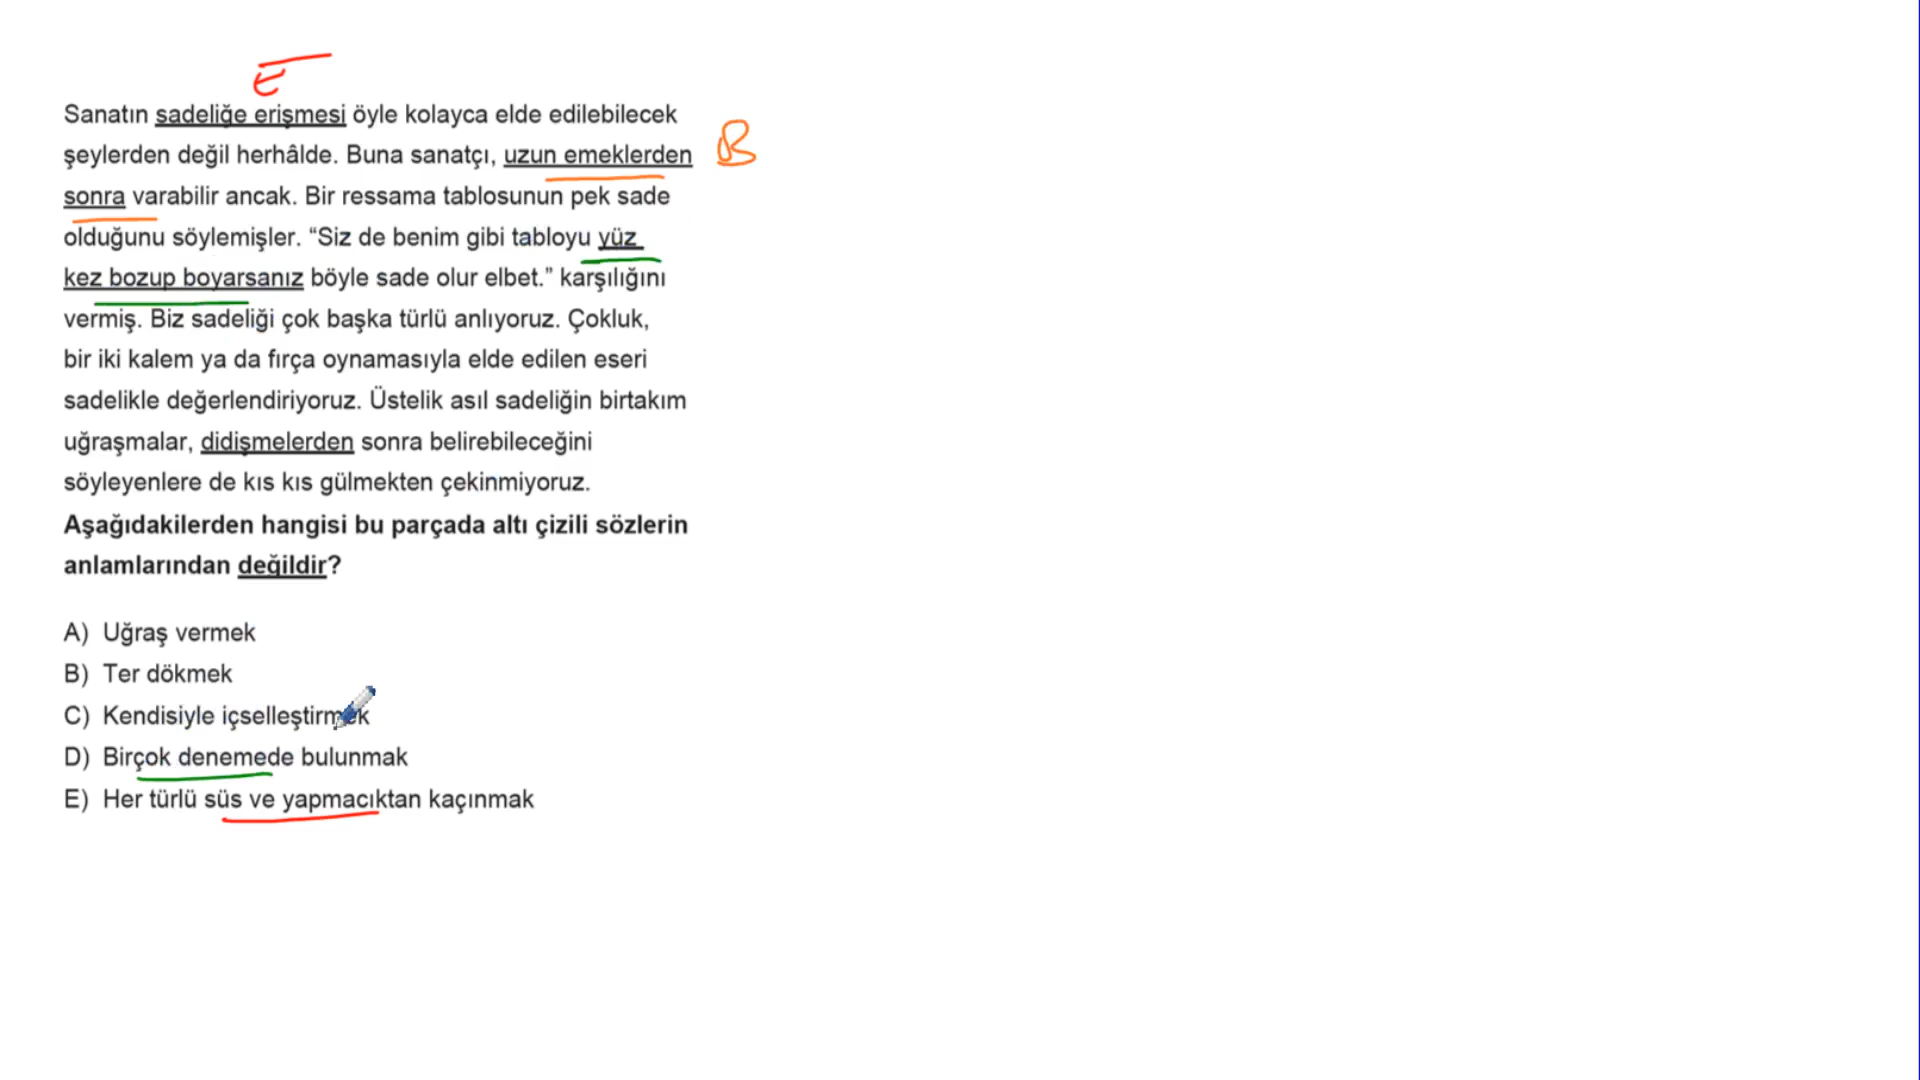 E
Sanatın sadeliğe erişmesi öyle kolayca elde edilebilecek
şeylerden değil herhâlde. Buna sanatçı, uzun emeklerden B
sonra varabilir ancak. Bir ressama tablosunun pek sade
olduğunu söylemişler. “Siz de benim gibi tabloyu yüz
kez bozup boyarsanız böyle sade olur elbet.” karşılığını
vermiş. Biz sadeliği çok başka türlü anlıyoruz. Çokluk,
bir iki kalem ya da fırça oynamasıyla elde edilen eseri
sadelikle değerlendiriyoruz. Üstelik asıl sadeliğin birtakım
uğraşmalar, didişmelerden sonra belirebileceğini
söyleyenlere de kıs kıs gülmekten çekinmiyoruz.
Aşağıdakilerden hangisi bu parçada altı çizili sözlerin
anlamlarından değildir?
A) Uğraş vermek
B) Ter dökmek
C) Kendisiyle içselleştirmek
D) Birçok denemede bulunmak
E) Her türlü süs ve yapmacıktan kaçınmak